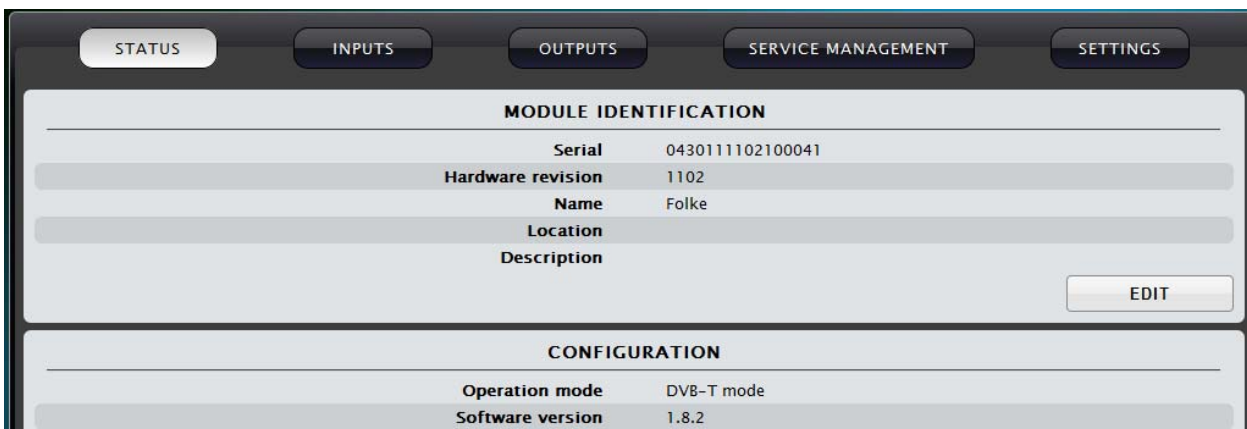 STATUS INPUTS OUTPUTS SERVICE MANAGEMENT SETTINGS
MODULE IDENTIFICATION
Serial 0430111102100041
Hardware revision 1102
Name Folke
Location
Description
EDIT
CONFIGURATION
Operation mode DVB-T mode
Software version 1.8.2